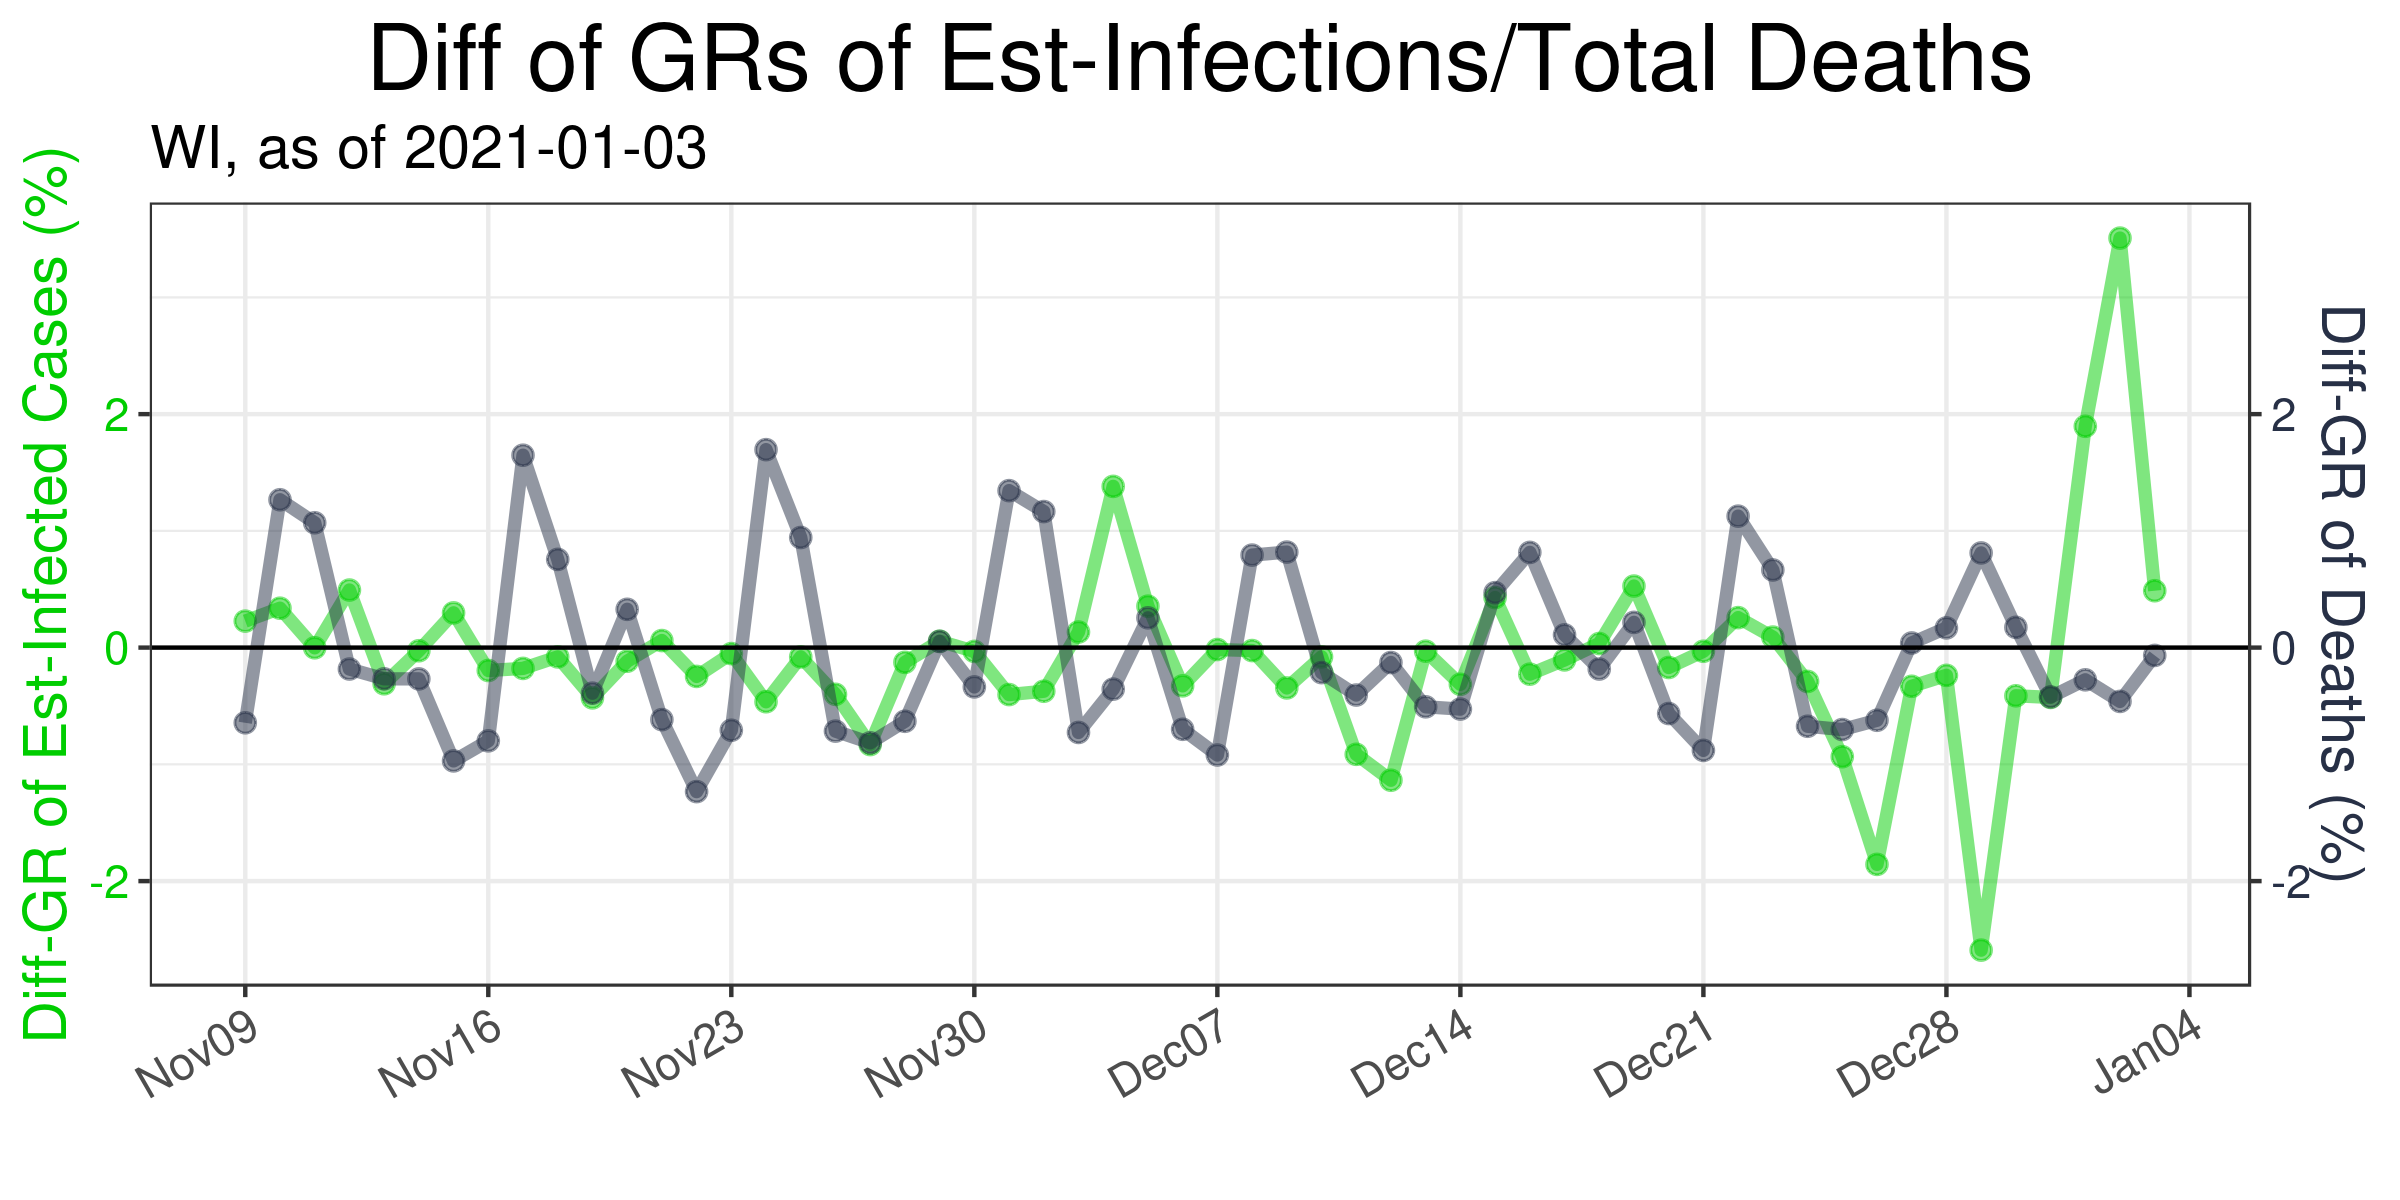 Diff of GRs of Est-Infections/Total Deaths
WI, as of 2021-01-03
Diff-GR of Est-Infected Cases (%)
2
0
-2
2
0
-2
Diff-GR of Deaths (%)
Nov09
Nov16
Nov23
Nov30
Dec07
Dec14
Dec21
Dec28
Jan04